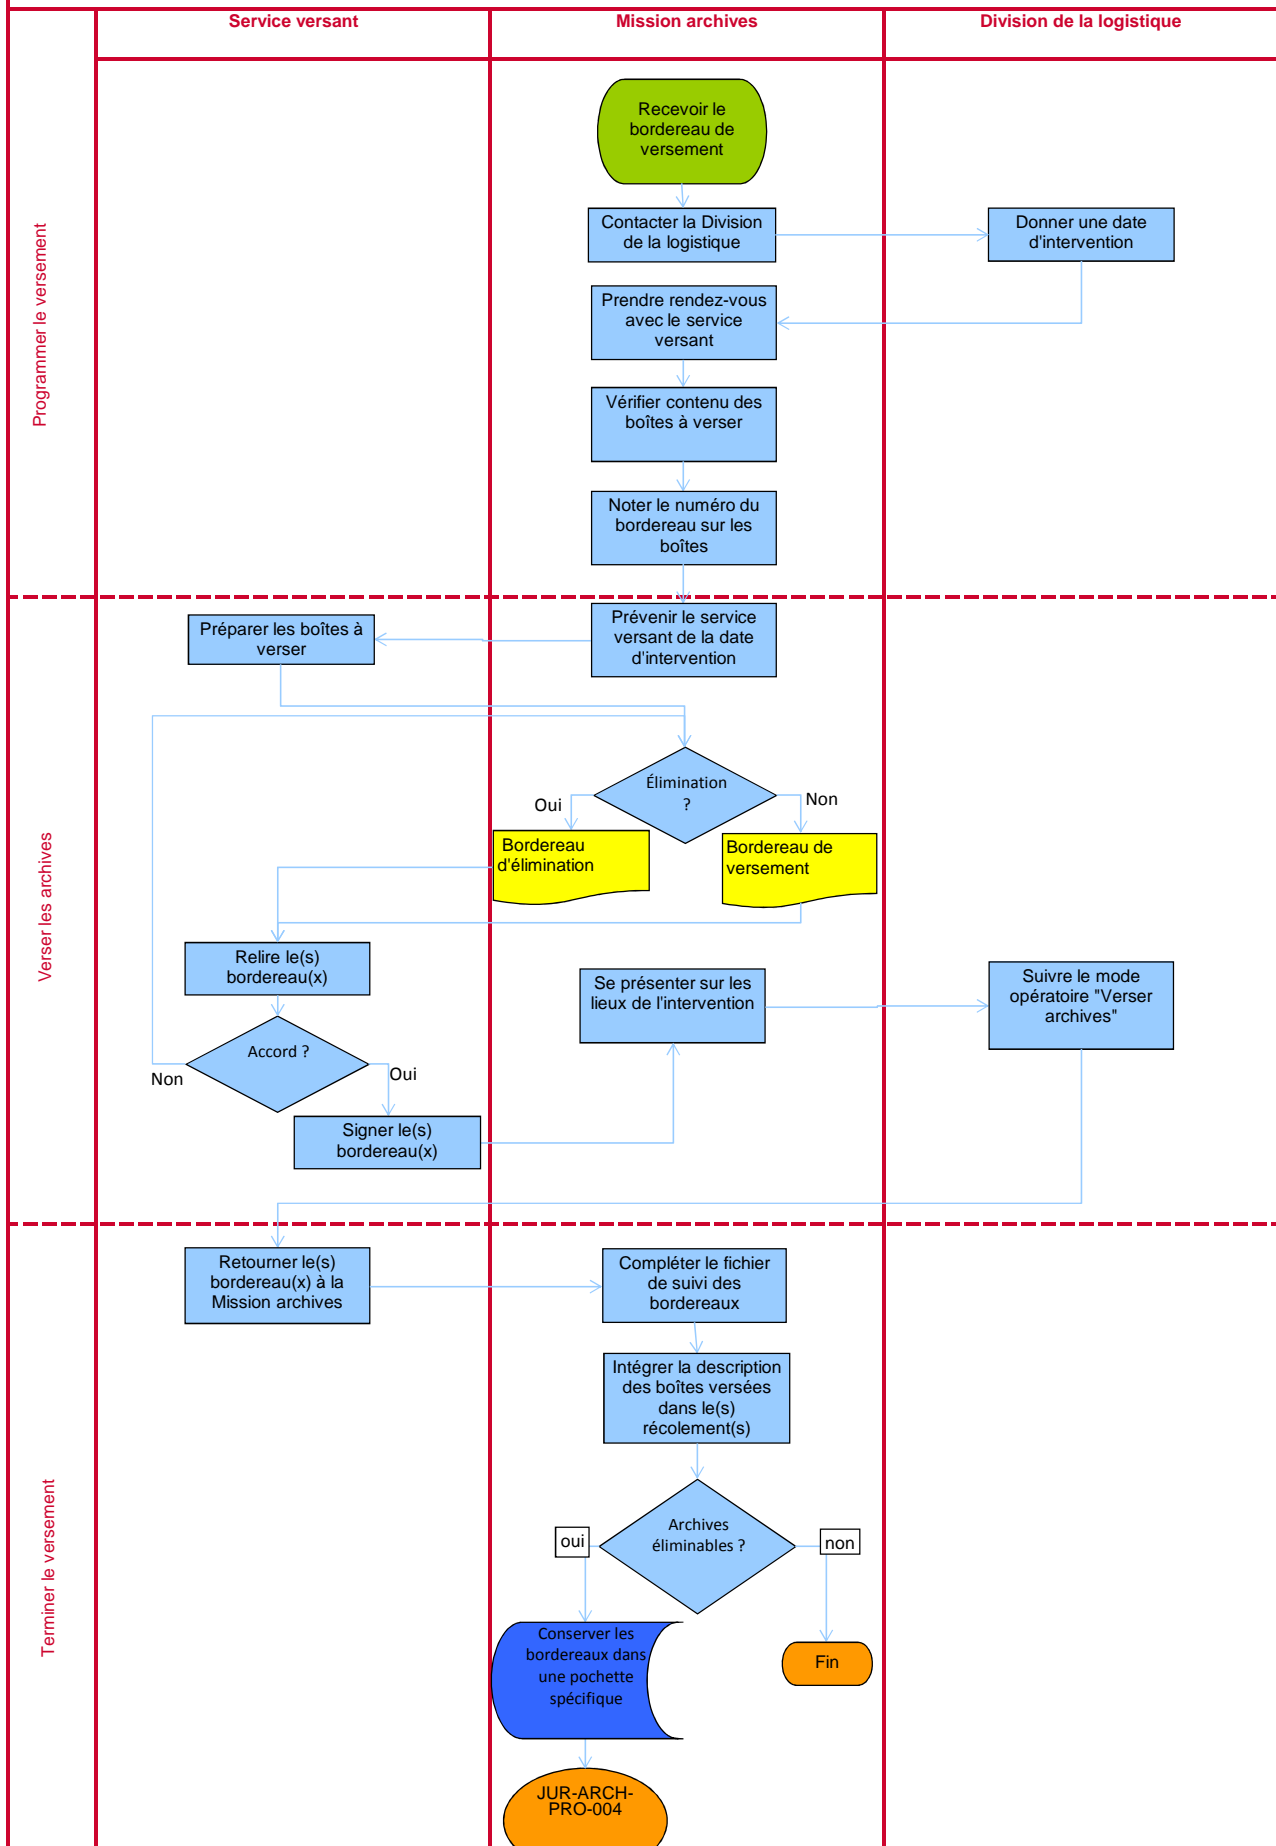 Service versant
Mission archives
Division de la logistique
Programmer le versement
Recevoir le
bordereau de
versement
Contacter la Division
de la logistique
Donner une date
d'intervention
Prendre rendez-vous
avec le service
versant
Vérifier contenu des
boîtes à verser
Noter le numéro du
bordereau sur les
boîtes
Verser les archives
Prévenir le service
versant de la date
d'intervention
Préparer les boîtes à
verser
Élimination
?
Oui
Non
Bordereau
d'élimination
Bordereau de
versement
Relire le(s)
bordereau(x)
Accord ?
Non
Oui
Signer le(s)
bordereau(x)
Se présenter sur les
lieux de l'intervention
Suivre le mode
opératoire "Verser
archives"
Terminer le versement
Retourner le(s)
bordereau(x) à la
Mission archives
Compléter le fichier
de suivi des
bordereaux
Intégrer la description
des boîtes versées
dans le(s)
récolement(s)
Archives
éliminables ?
oui
non
Conserver les
bordereaux dans
une pochette
spécifique
Fin
JUR-ARCH-
PRO-004